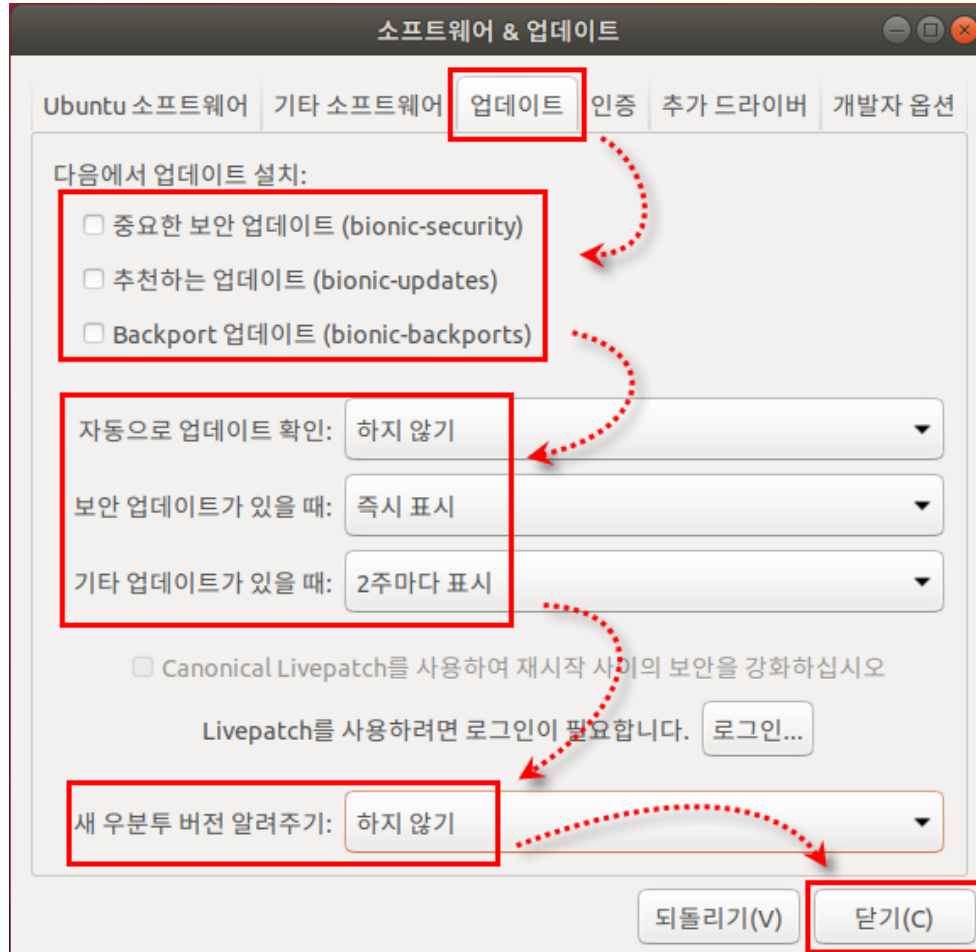 소프트웨어 & 업데이트
Ubuntu 소프트웨어 기타 소프트웨어 업데이트 인증 추가 드라이버 개발자 옵션
다음에서 업데이트 설치:
중요한 보안 업데이트 (bionic-security)
추천하는 업데이트 (bionic-updates)
Backport 업데이트 (bionic-backports)
자동으로 업데이트 확인: 하지 않기
보안 업데이트가 있을 때: 즉시 표시
기타 업데이트가 있을 때: 2주마다 표시
Canonical Livepatch를 사용하여 재시작 사이의 보안을 강화하십시오
Livepatch를 사용하려면 로그인이 필요합니다. 로그인...
새 우분투 버전 알려주기: 하지 않기
되돌리기(V) 닫기(C)